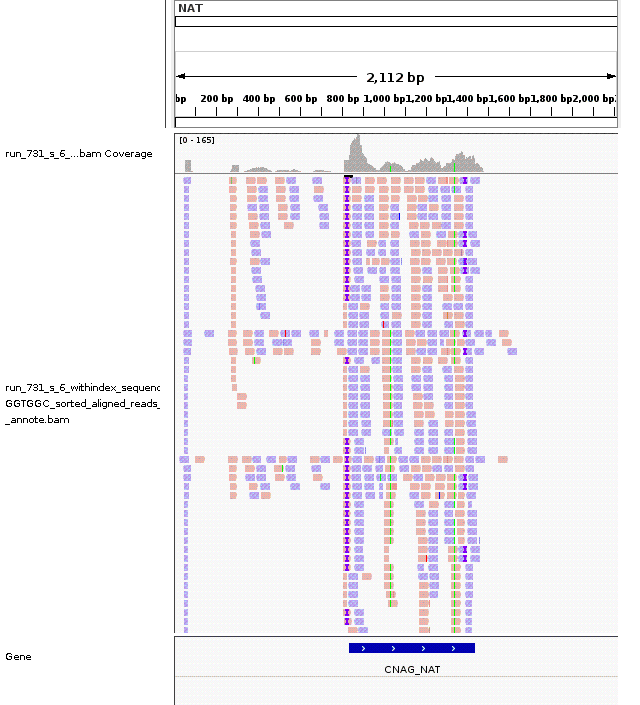 NAT
2,112 bp
bp 200 bp 400 bp 600 bp 800 bp 1,000 bp 1,200 bp 1,400 bp 1,600 bp 1,800 bp 2,000 bp
[0 - 165]
run_731_s_6_...bam Coverage
run_731_s_6_withindex_sequenc
GGTGGC_sorted_aligned_reads_
_annote.bam
Gene
CNAG_NAT